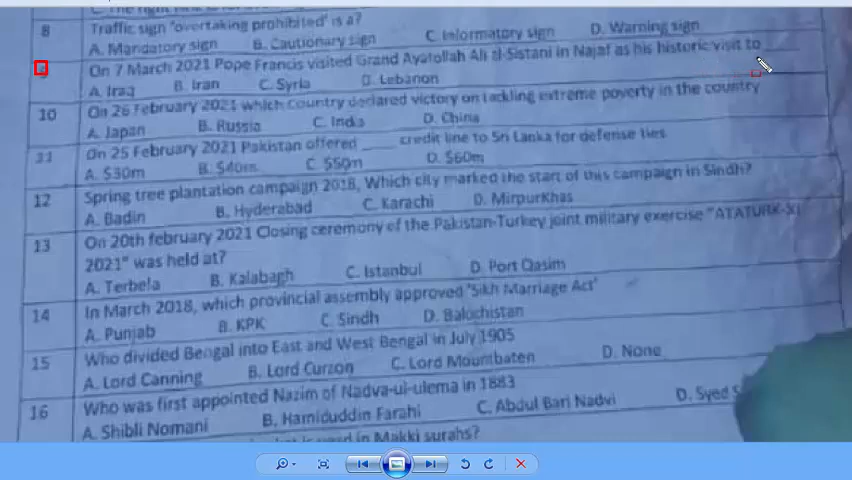 8 Traffic sign 'overtaking prohibited' is a?
A. Mandatory sign B. Cautionary sign C. Informatory sign D. Warning sign
On 7 March 2021 Pope Francis visited Grand Ayatollah Ali al-Sistani in Najaf as his historic visit to ____
A. Iraq B. Iran C. Syria D. Lebanon
10 On 26 February 2021 which Country declared victory on tackling extreme poverty in the country
A. Japan B. Russia C. India D. China
11 On 25 February 2021 Pakistan offered ____ credit line to Sri Lanka for defense ties
A. $30m B. $40m C $50m D. $60m
12 Spring tree plantation campaign 2018, Which city marked the start of this campaign in Sindh?
A. Badin B. Hyderabad C. Karachi D. MirpurKhas
13 On 20th february 2021 Closing ceremony of the Pakistan-Turkey joint military exercise "ATATURK-XI
2021" was held at?
A. Terbela B. Kalabagh C. Istanbul D. Port Qasim
14 In March 2018, which provincial assembly approved 'Sikh Marriage Act'
A. Punjab B. KPK C. Sindh D. Balochistan
15 Who divided Bengal into East and West Bengal in July 1905
A. Lord Canning B. Lord Curzon C. Lord Mountbaten D. None
16 Who was first appointed Nazim of Nadva-ul-ulema in 1883
A. Shibli Nomani B. Hamiduddin Farahi C. Abdul Bari Nadvi D. Syed S
is used in Makki surahs?